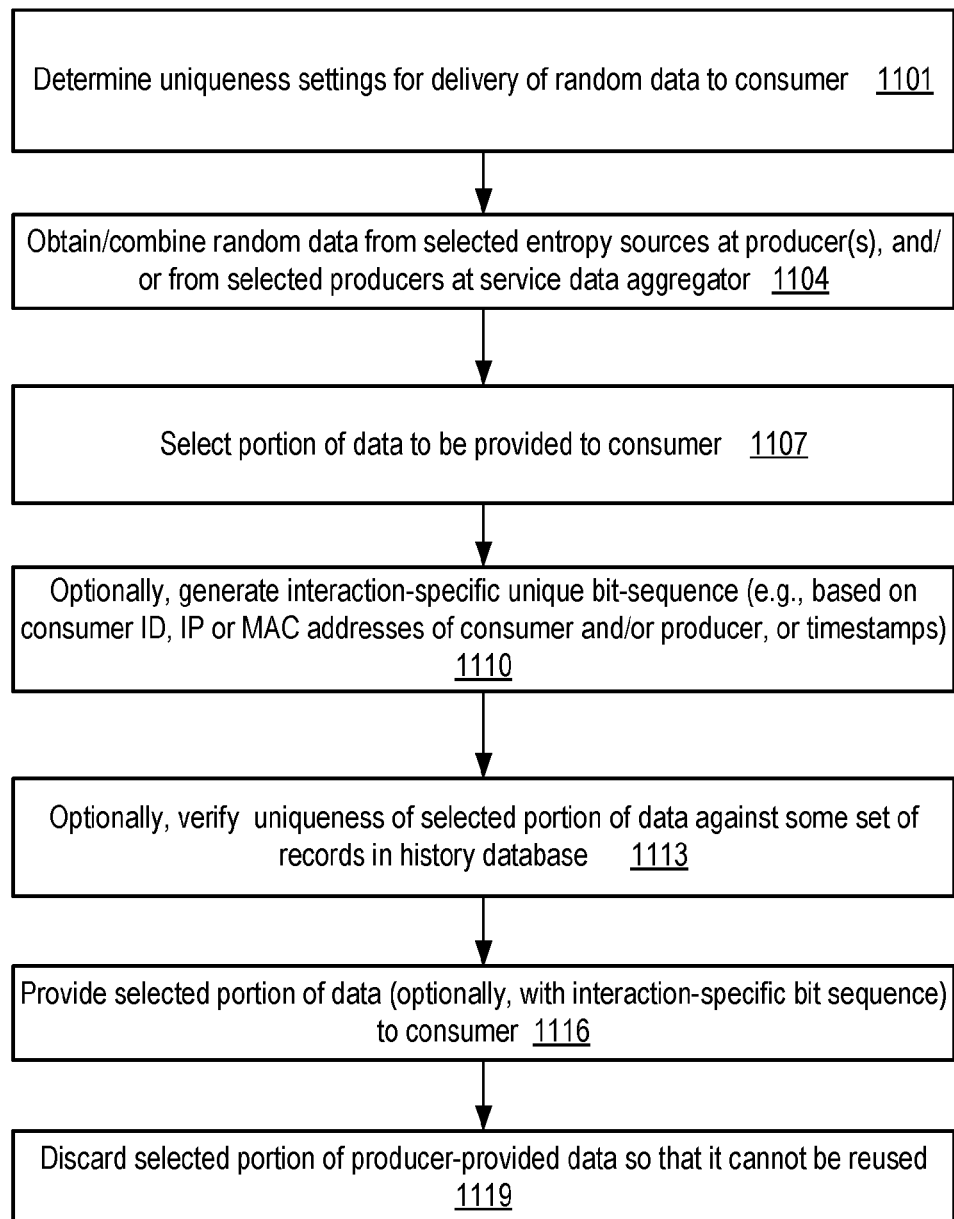 Determine uniqueness settings for delivery of random data to consumer 1101
Obtain/combine random data from selected entropy sources at producer(s), and/
or from selected producers at service data aggregator 1104
Select portion of data to be provided to consumer 1107
Optionally, generate interaction-specific unique bit-sequence (e.g., based on
consumer ID, IP or MAC addresses of consumer and/or producer, or timestamps)
1110
Optionally, verify uniqueness of selected portion of data against some set of
records in history database 1113
Provide selected portion of data (optionally, with interaction-specific bit sequence)
to consumer 1116
Discard selected portion of producer-provided data so that it cannot be reused
1119